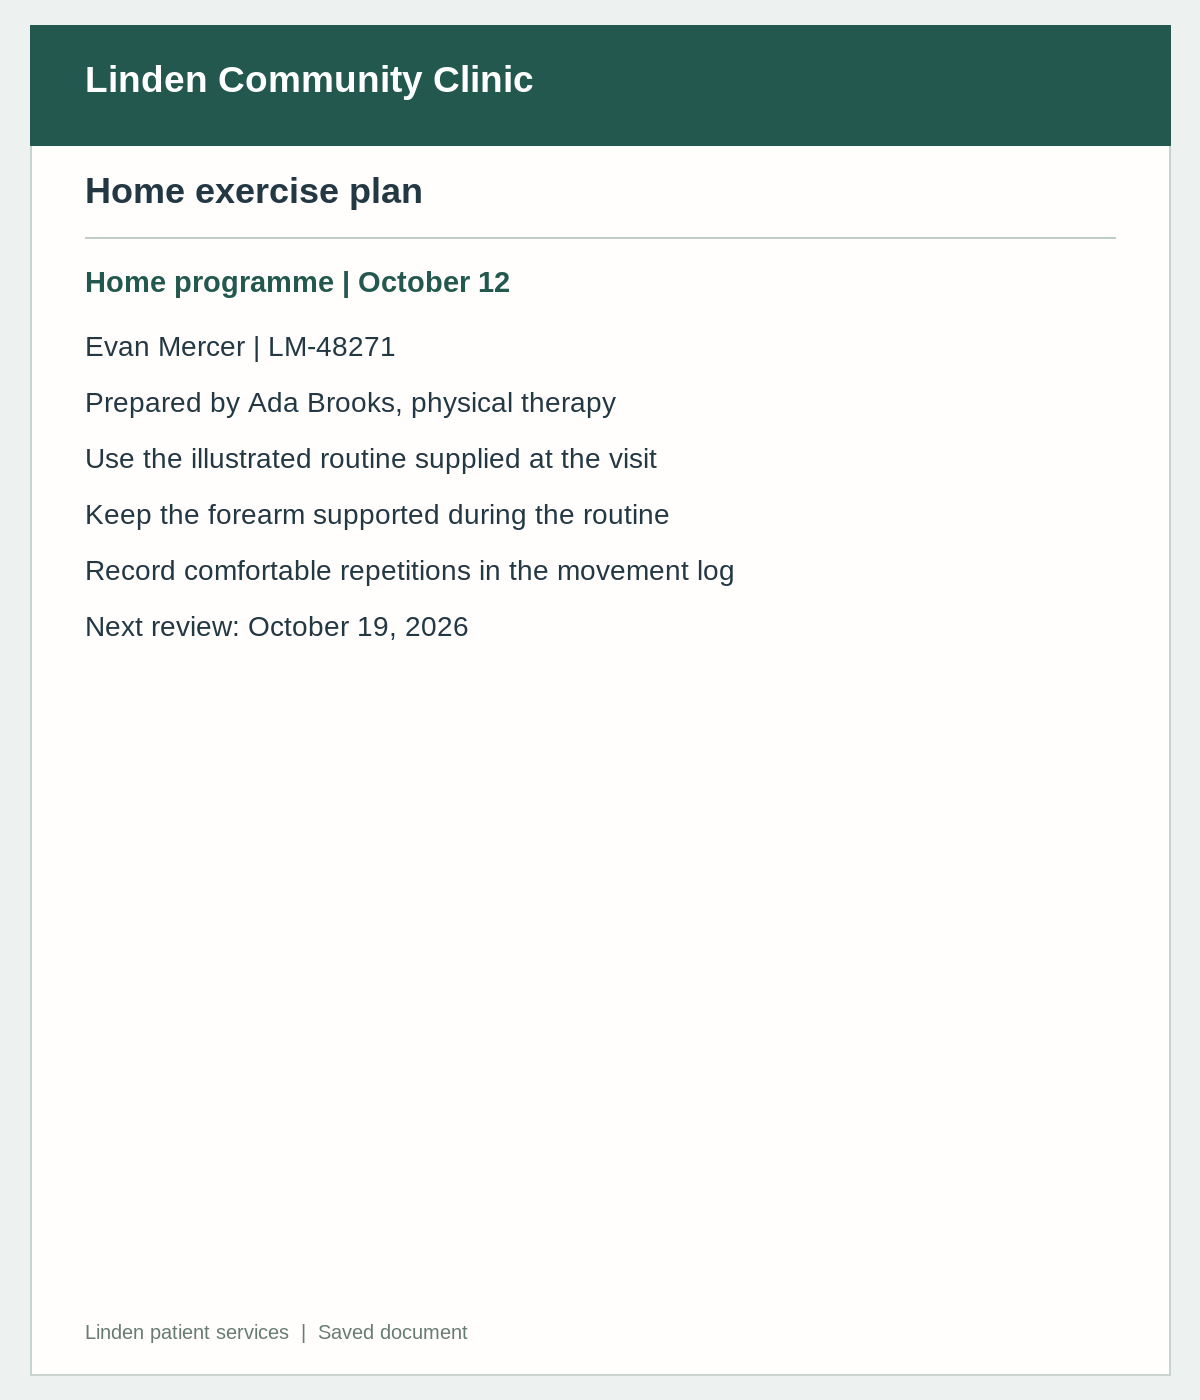 Linden Community Clinic
Home exercise plan
Home programme | October 12
Evan Mercer | LM-48271
Prepared by Ada Brooks, physical therapy
Use the illustrated routine supplied at the visit
Keep the forearm supported during the routine
Record comfortable repetitions in the movement log
Next review: October 19, 2026
Linden patient services | Saved document